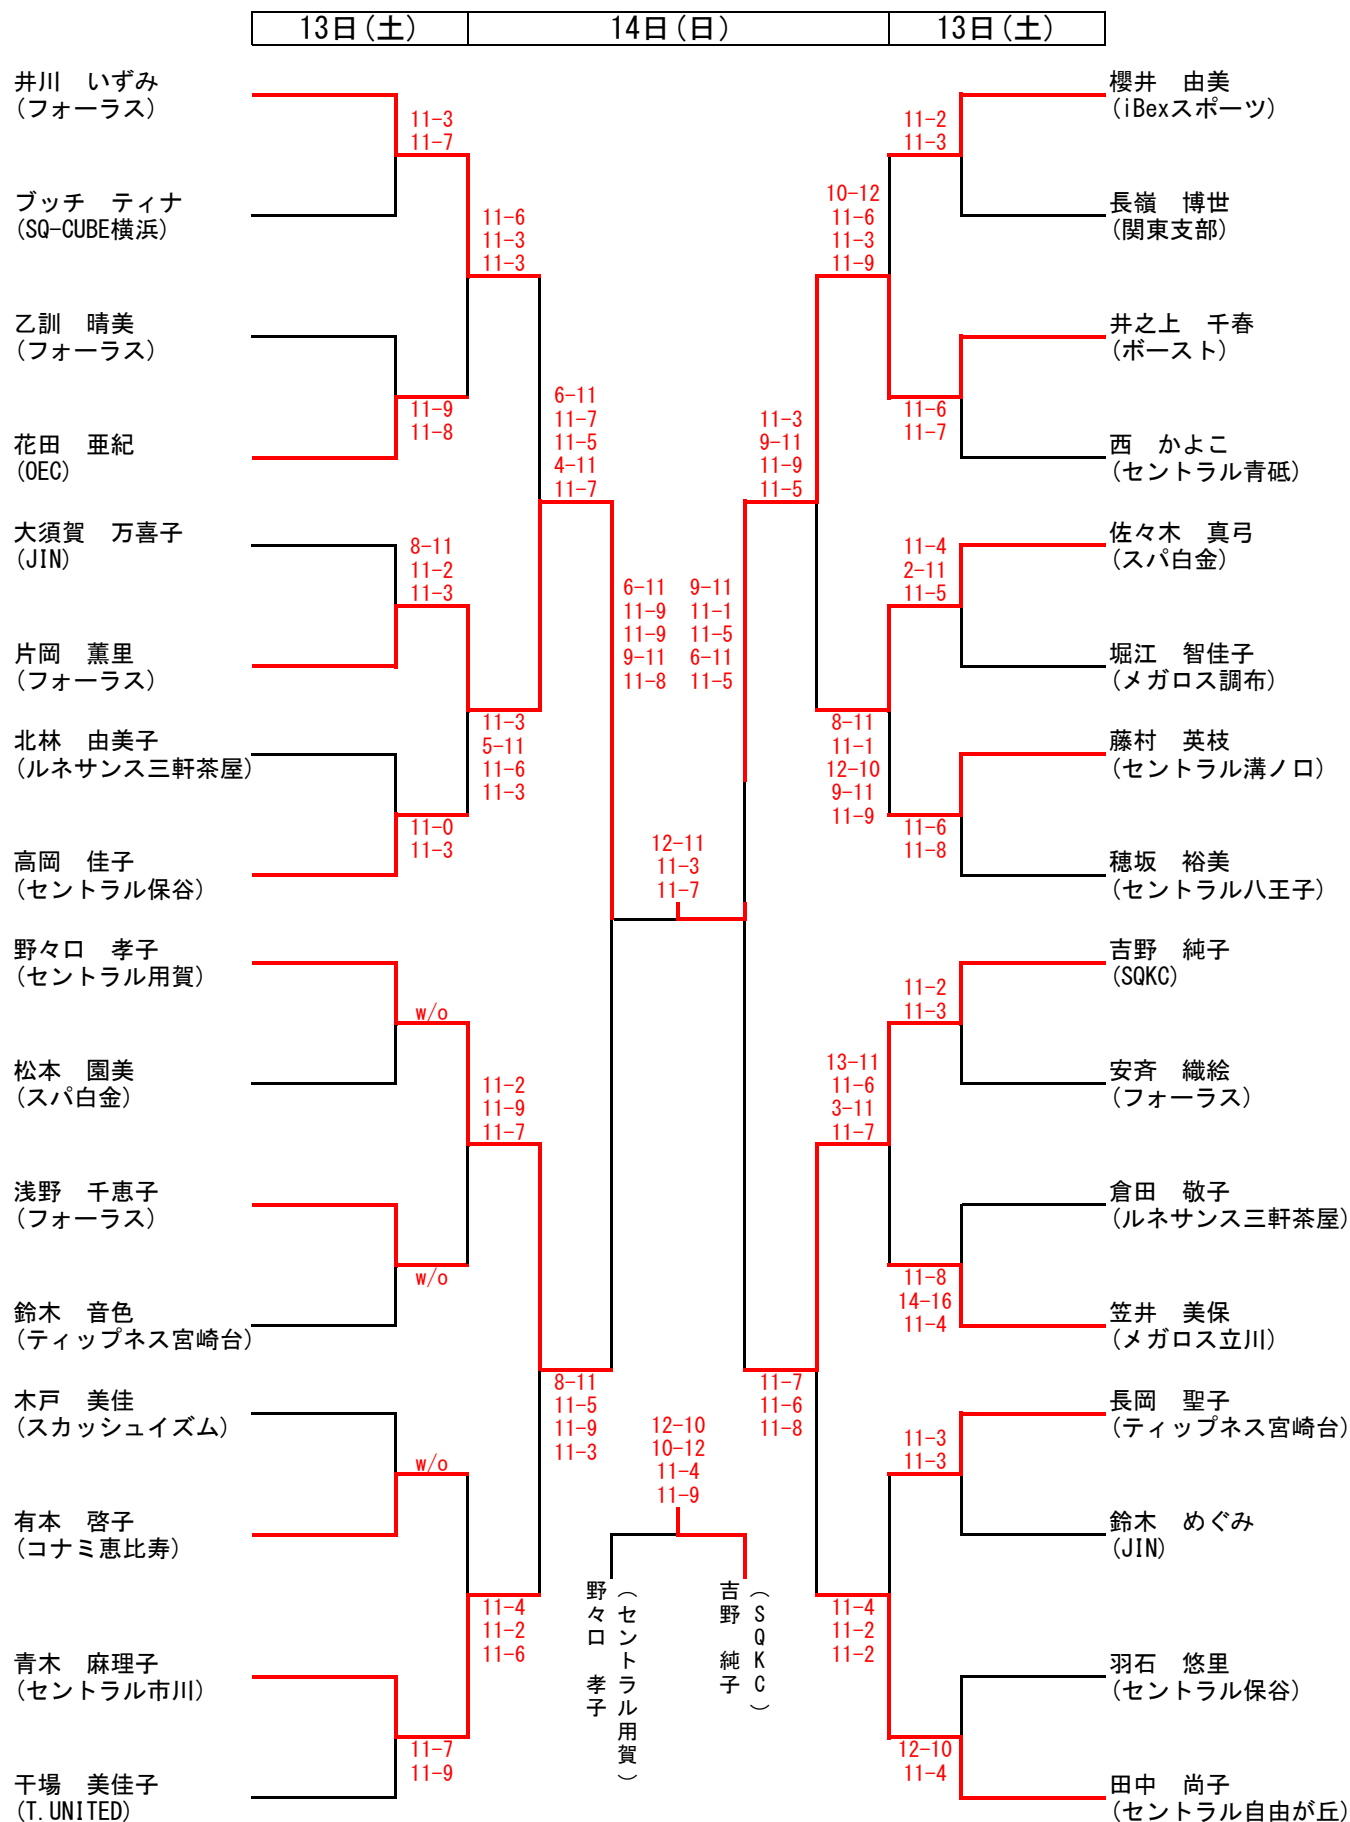 13日(土)
14日(日)
13日(土)
井川　いずみ
(フォーラス)
11-3
11-7
ブッチ　ティナ
(SQ-CUBE横浜)
11-6
11-3
11-3
乙訓　晴美
(フォーラス)
11-9
11-8
花田　亜紀
(OEC)
6-11
11-7
11-5
4-11
11-7
大須賀　万喜子
(JIN)
8-11
11-2
11-3
片岡　薫里
(フォーラス)
11-3
5-11
11-6
11-3
北林　由美子
(ルネサンス三軒茶屋)
11-0
11-3
高岡　佳子
(セントラル保谷)
6-11
11-9
11-9
9-11
11-8
野々口　孝子
(セントラル用賀)
w/o
松本　園美
(スパ白金)
11-2
11-9
11-7
浅野　千恵子
(フォーラス)
w/o
鈴木　音色
(ティップネス宮崎台)
8-11
11-5
11-9
11-3
木戸　美佳
(スカッシュイズム)
w/o
有本　啓子
(コナミ恵比寿)
11-4
11-2
11-6
青木　麻理子
(セントラル市川)
11-7
11-9
干場　美佳子
(T.UNITED)
12-11
11-3
11-7
12-10
10-12
11-4
11-9
野々口　孝子
(セントラル用賀)
吉野　純子
(SQKC)
櫻井　由美
(iBexスポーツ)
11-2
11-3
長嶺　博世
(関東支部)
10-12
11-6
11-3
11-9
井之上　千春
(ボースト)
11-6
11-7
西　かよこ
(セントラル青砥)
11-3
9-11
11-9
11-5
佐々木　真弓
(スパ白金)
11-4
2-11
11-5
堀江　智佳子
(メガロス調布)
8-11
11-1
12-10
9-11
11-9
藤村　英枝
(セントラル溝ノ口)
11-6
11-8
穂坂　裕美
(セントラル八王子)
9-11
11-1
11-5
6-11
11-5
吉野　純子
(SQKC)
11-2
11-3
安斉　織絵
(フォーラス)
13-11
11-6
3-11
11-7
倉田　敬子
(ルネサンス三軒茶屋)
11-8
14-16
11-4
笠井　美保
(メガロス立川)
11-7
11-6
11-8
長岡　聖子
(ティップネス宮崎台)
11-3
11-3
鈴木　めぐみ
(JIN)
11-4
11-2
11-2
羽石　悠里
(セントラル保谷)
12-10
11-4
田中　尚子
(セントラル自由が丘)